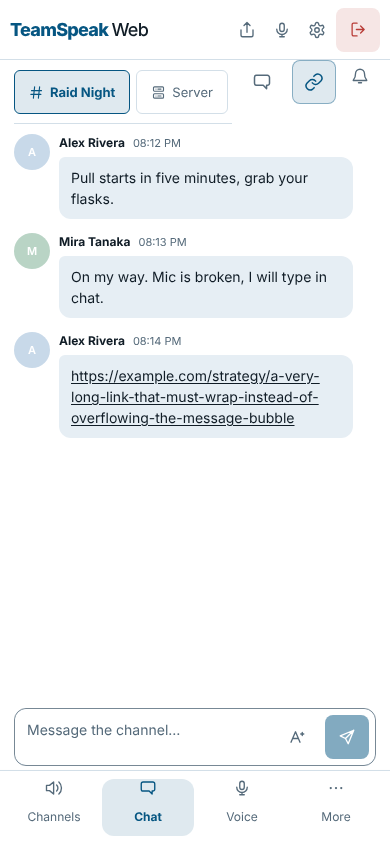 TeamSpeak Web
# Raid Night
Server
A
Alex Rivera 08:12 PM
Pull starts in five minutes, grab your
flasks.
M
Mira Tanaka 08:13 PM
On my way. Mic is broken, I will type in
chat.
A
Alex Rivera 08:14 PM
https://example.com/strategy/a-very-
long-link-that-must-wrap-instead-of-
overflowing-the-message-bubble
Message the channel...
A
Channels
Chat
Voice
More